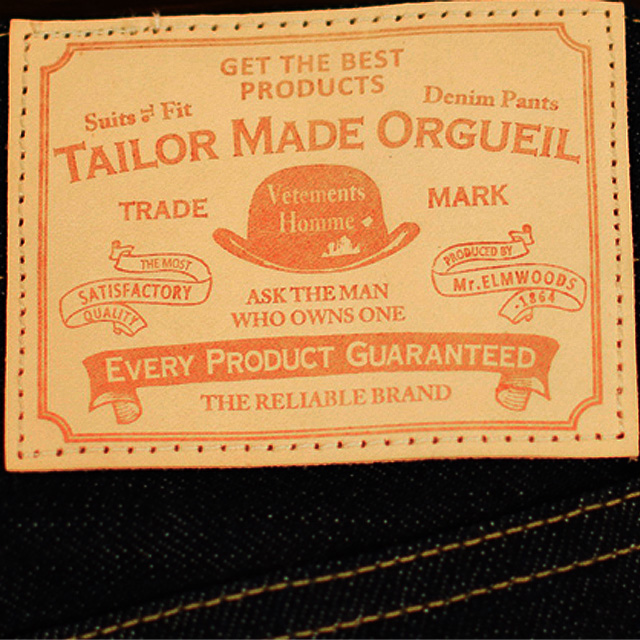 GET THE BEST
PRODUCTS
Suits & Fit
Denim Pants
TAILOR MADE ORGUEIL
TRADE
Vetements
Homme
MARK
THE MOST
SATISFACTORY
QUALITY
PRODUCED BY
Mr.ELMWOODS
1864
ASK THE MAN
WHO OWNS ONE
EVERY PRODUCT GUARANTEED
THE RELIABLE BRAND